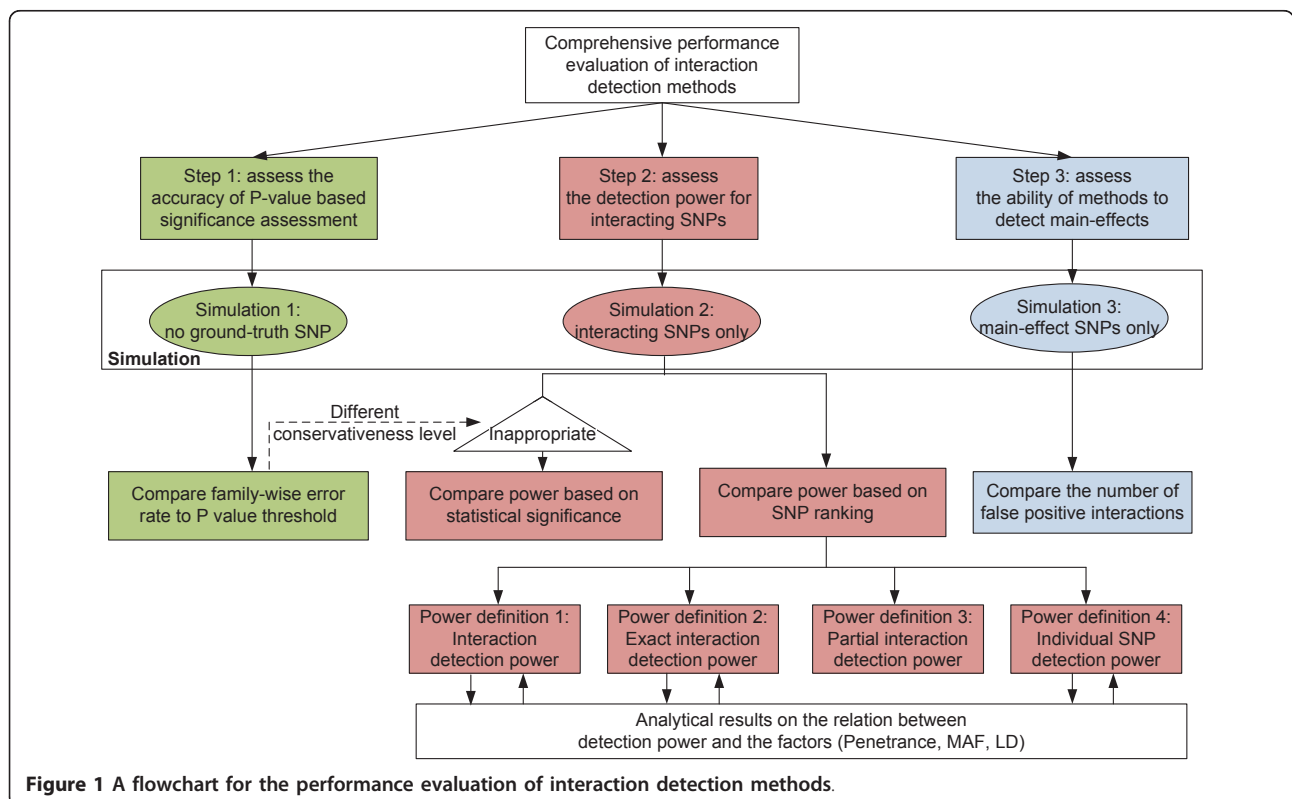 Comprehensive performance
evaluation of interaction
detection methods
Step 1: assess the
accuracy of P-value based
significance assessment
Step 2: assess
the detection power for
interacting SNPs
Step 3: assess
the ability of methods to
detect main-effects
Simulation 1:
no ground-truth SNP
Simulation 2:
interacting SNPs only
Simulation 3:
main-effect SNPs only
Simulation
Different
conservativeness level
Inappropriate
Compare family-wise error
rate to P value threshold
Compare power based on
statistical significance
Compare power based on
SNP ranking
Compare the number of
false positive interactions
Power definition 1:
Interaction
detection power
Power definition 2:
Exact interaction
detection power
Power definition 3:
Partial interaction
detection power
Power definition 4:
Individual SNP
detection power
Analytical results on the relation between
detection power and the factors (Penetrance, MAF, LD)
Figure 1 A flowchart for the performance evaluation of interaction detection methods.